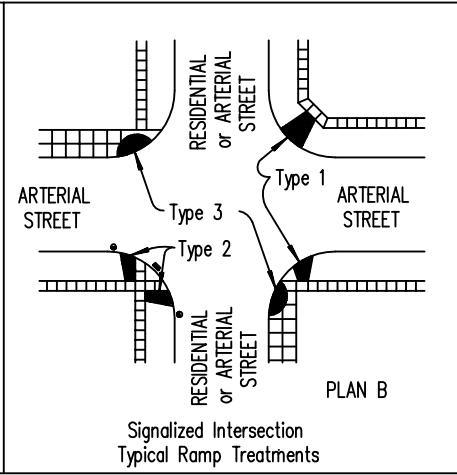 RESIDENTIAL
or ARTERIAL
STREET
Type 1
ARTERIAL
STREET
Type 3
ARTERIAL
STREET
Type 2
RESIDENTIAL
or ARTERIAL
STREET
PLAN B
Signalized Intersection
Typical Ramp Treatments